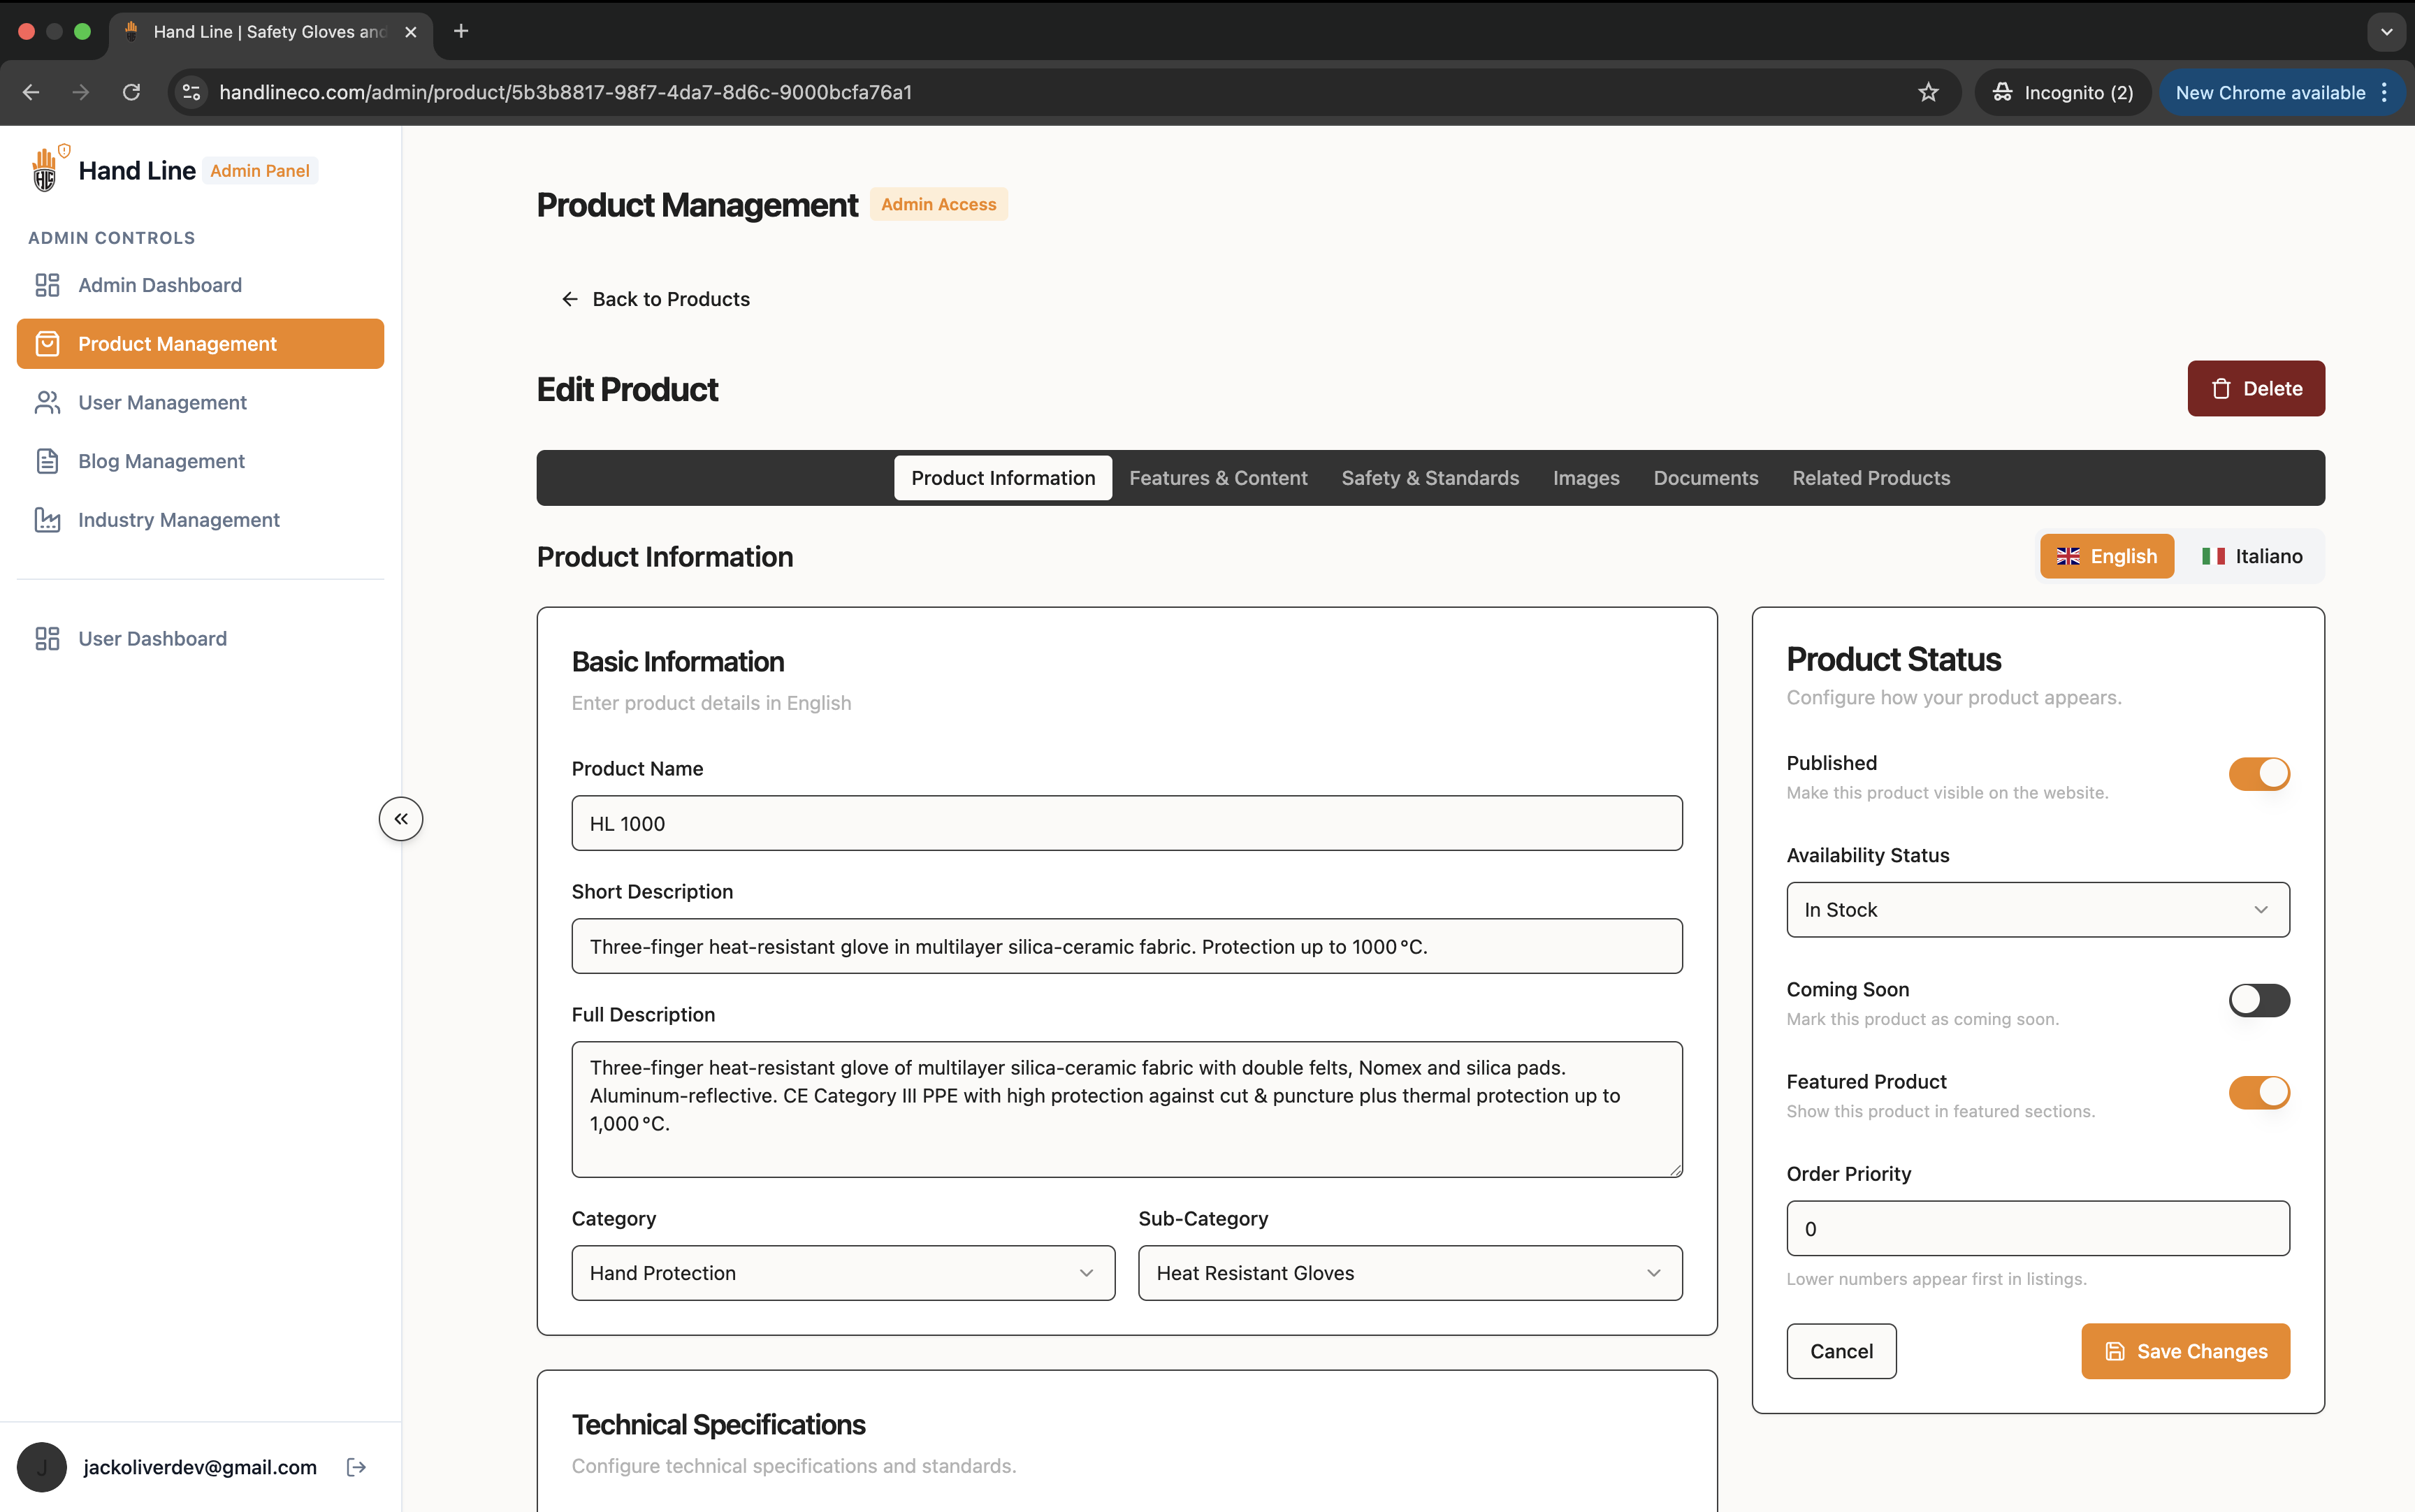 Hand Line | Safety Gloves and
handlineco.com/admin/product/5b3b8817-98f7-4da7-8d6c-9000bcfa76a1
Incognito (2)
New Chrome available
HLC
Hand Line
Admin Panel
ADMIN CONTROLS
Admin Dashboard
Product Management
User Management
Blog Management
Industry Management
User Dashboard
J
jackoliverdev@gmail.com
Product Management
Admin Access
Back to Products
Edit Product
Delete
Product Information
Features & Content
Safety & Standards
Images
Documents
Related Products
Product Information
English
Italiano
Basic Information
Enter product details in English
Product Name
HL 1000
Short Description
Three-finger heat-resistant glove in multilayer silica-ceramic fabric. Protection up to 1000 °C.
Full Description
Three-finger heat-resistant glove of multilayer silica-ceramic fabric with double felts, Nomex and silica pads.
Aluminum-reflective. CE Category III PPE with high protection against cut & puncture plus thermal protection up to
1,000 °C.
Category
Hand Protection
Sub-Category
Heat Resistant Gloves
Technical Specifications
Configure technical specifications and standards.
Product Status
Configure how your product appears.
Published
Make this product visible on the website.
Availability Status
In Stock
Coming Soon
Mark this product as coming soon.
Featured Product
Show this product in featured sections.
Order Priority
0
Lower numbers appear first in listings.
Cancel
Save Changes